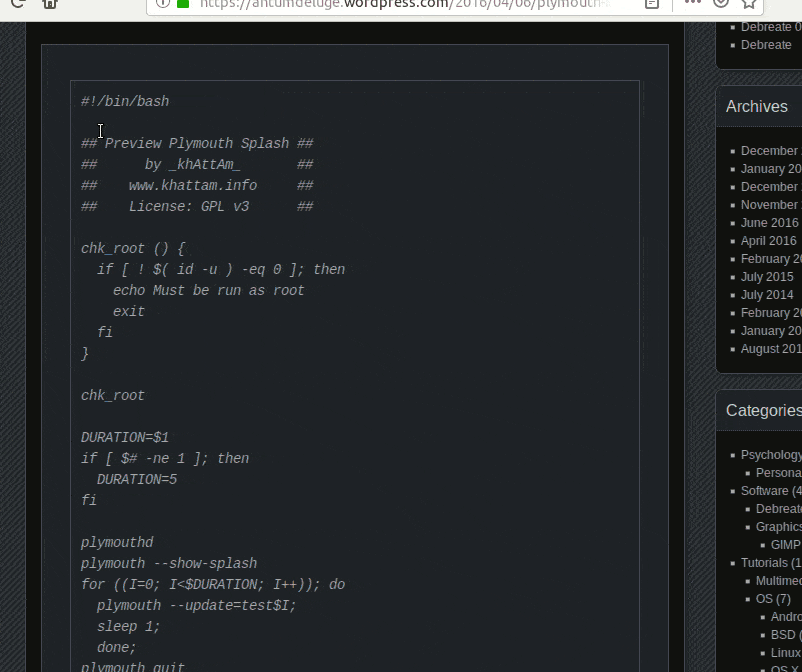 https://antumdeluge.wordpress.com/2016/04/06/plymouth-
#!/bin/bash
## Preview Plymouth Splash ##
## by _khAttAm_ ##
## www.khattam.info ##
## License: GPL v3 ##
chk_root () {
if [ ! $( id -u ) -eq 0 ]; then
echo Must be run as root
exit
fi
}
chk_root
DURATION=$1
if [ $# -ne 1 ]; then
DURATION=5
fi
plymouthd
plymouth --show-splash
for ((I=0; I<$DURATION; I++)); do
plymouth --update=test$I;
sleep 1;
done;
plymouth quit
Debreate 0
Debreate
Archives
December
January 20
December
November
June 2016
April 2016
February 20
July 2015
July 2014
February 20
January 20
August 201
Categories
Psychology
Persona
Software (4
Debreate
Graphics
GIMP
Tutorials (1
Multimed
OS (7)
Andro
BSD (
Linux
OS X